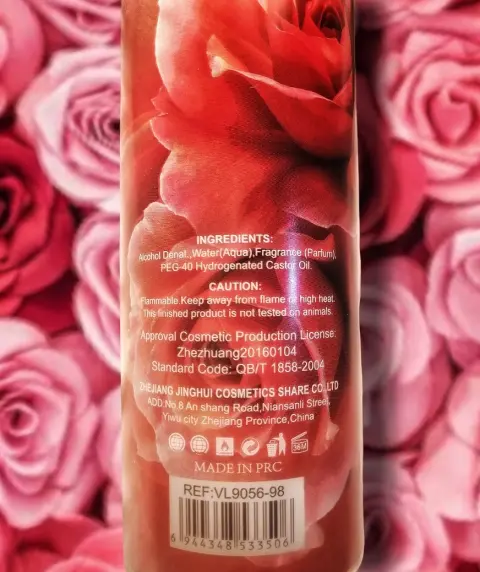 INGREDIENTS:
Alcohol Denat.,Water(Aqua),Fragrance (Parfum),
PEG-40 Hydrogenated Castor Oil.
CAUTION:
Flammable.Keep away from flame or high heat.
This finished product is not tested on animals.
Approval Cosmetic Production License:
Zhezhuang20160104
Standard Code: QB/T 1858-2004
ZHEJIANG JINGHUI COSMETICS SHARE CO.,LTD
ADD:No.8 An shang Road,Niansanli Street,
Yiwu city Zhejiang Province,China
36M
MADE IN PRC
REF:VL9056-98
6 944348 533506